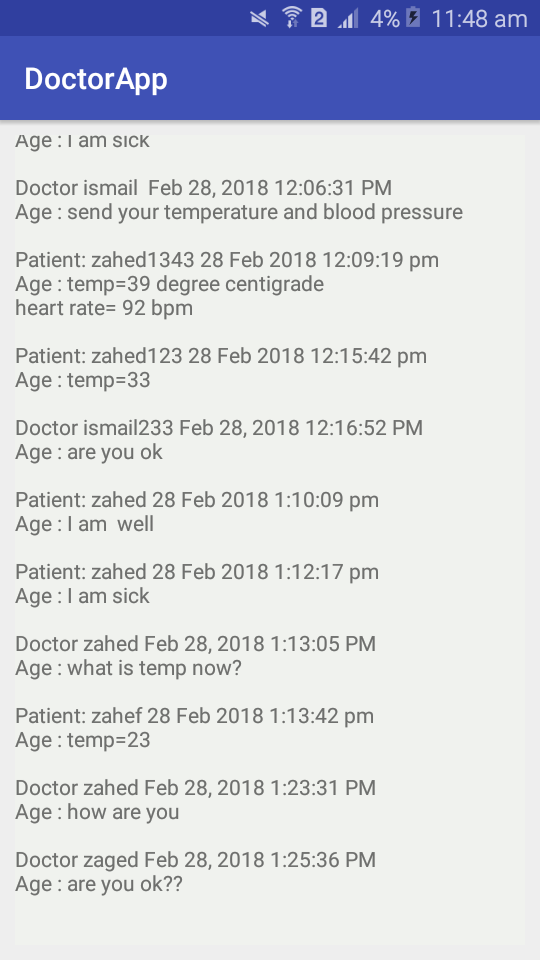 2 4% 11:48 am
DoctorApp
Age : I am sick
Doctor ismail  Feb 28, 2018 12:06:31 PM
Age : send your temperature and blood pressure
Patient: zahed1343 28 Feb 2018 12:09:19 pm
Age : temp=39 degree centigrade
heart rate= 92 bpm
Patient: zahed123 28 Feb 2018 12:15:42 pm
Age : temp=33
Doctor ismail233 Feb 28, 2018 12:16:52 PM
Age : are you ok
Patient: zahed 28 Feb 2018 1:10:09 pm
Age : I am  well
Patient: zahed 28 Feb 2018 1:12:17 pm
Age : I am sick
Doctor zahed Feb 28, 2018 1:13:05 PM
Age : what is temp now?
Patient: zahef 28 Feb 2018 1:13:42 pm
Age : temp=23
Doctor zahed Feb 28, 2018 1:23:31 PM
Age : how are you
Doctor zaged Feb 28, 2018 1:25:36 PM
Age : are you ok??